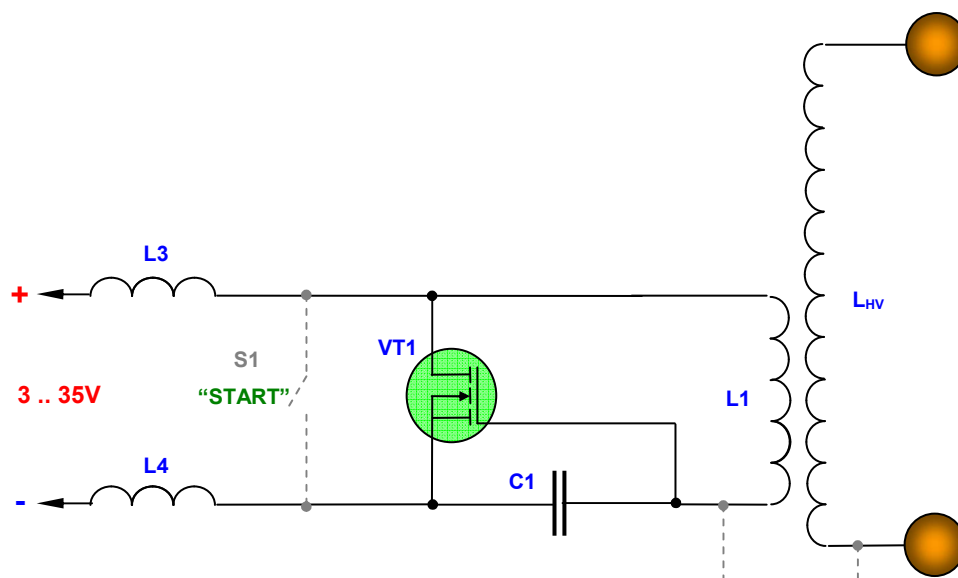 L3
+
LHV
VT1
S1
“START”
3 .. 35V
L1
L4
C1
-